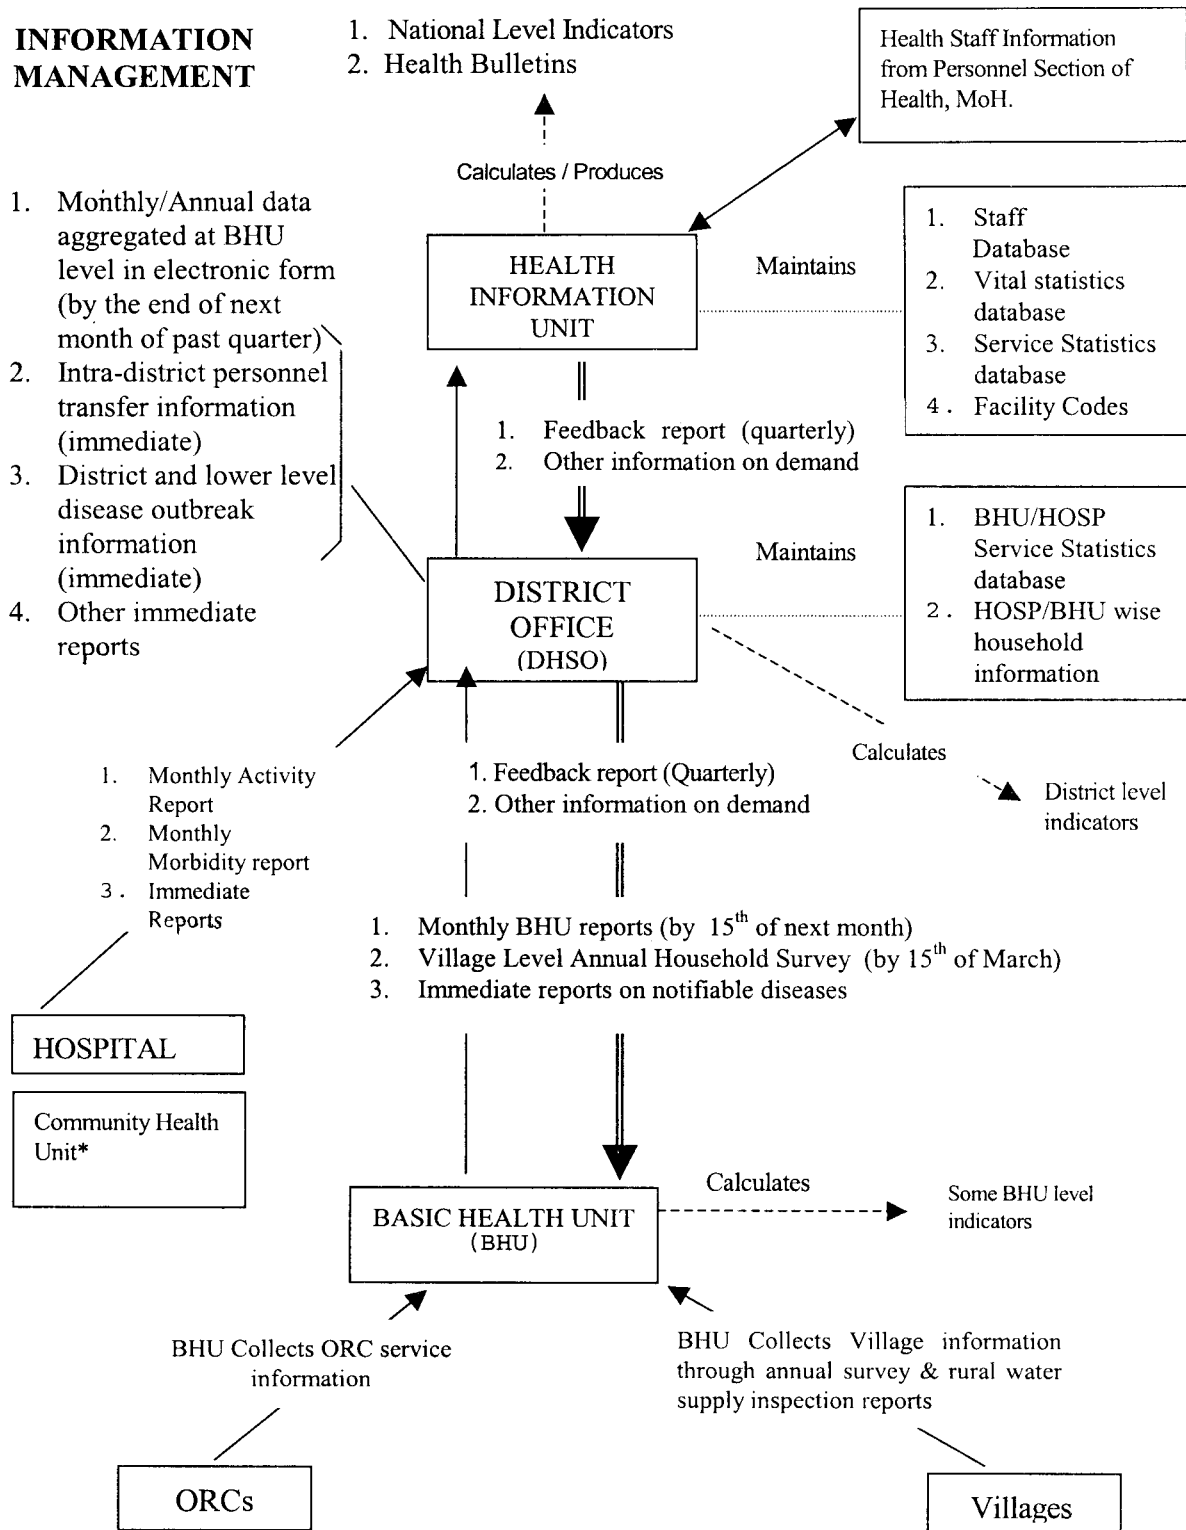 INFORMATION
MANAGEMENT
1. National Level Indicators
2. Health Bulletins
Health Staff Information
from Personnel Section of
Health, MoH.
Calculates / Produces
1. Monthly/Annual data
aggregated at BHU
level in electronic form
(by the end of next
month of past quarter)
2. Intra-district personnel
transfer information
(immediate)
3. District and lower level
disease outbreak
information
(immediate)
4. Other immediate
reports
HEALTH
INFORMATION
UNIT
Maintains
1. Staff
Database
2. Vital statistics
database
3. Service Statistics
database
4. Facility Codes
1. Feedback report (quarterly)
2. Other information on demand
DISTRICT
OFFICE
(DHSO)
Maintains
1. BHU/HOSP
Service Statistics
database
2. HOSP/BHU wise
household
information
Calculates
District level
indicators
1. Monthly Activity
Report
2. Monthly
Morbidity report
3. Immediate
Reports
1. Feedback report (Quarterly)
2. Other information on demand
1. Monthly BHU reports (by 15th of next month)
2. Village Level Annual Household Survey (by 15th of March)
3. Immediate reports on notifiable diseases
HOSPITAL
Community Health
Unit*
BASIC HEALTH UNIT
(BHU)
Calculates
Some BHU level
indicators
BHU Collects ORC service
information
BHU Collects Village information
through annual survey & rural water
supply inspection reports
ORCs
Villages